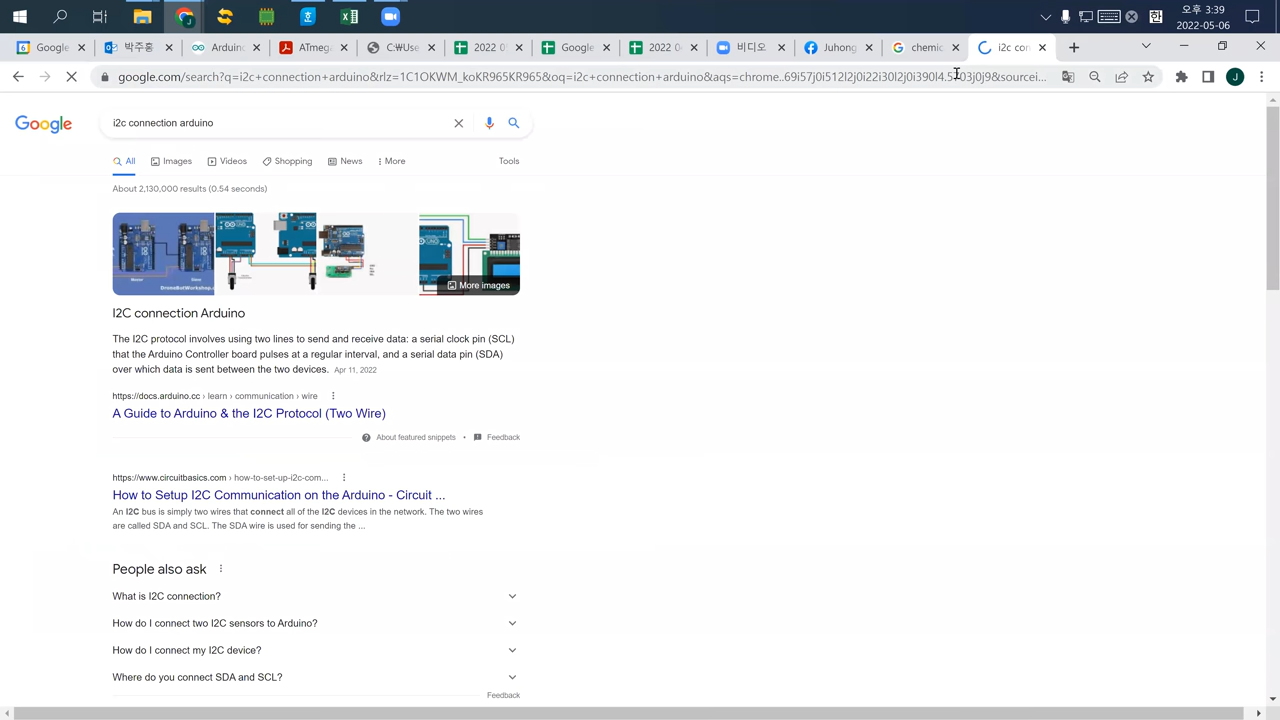 오후 3:39
2022-05-06
Google
박주홍
Arduin
ATmeg
C:₩Use
2022 0
Google
2022 04
비디오
Juhong
chemic
i2c con
google.com/search?q=i2c+connection+arduino&rlz=1C1OKWM_koKR965KR965&oq=i2c+connection+arduino&aqs=chrome..69i57j0i512l2j0i22i30l2j0i390l4.5
03j0j9&sourcei...
J
Google
i2c connection arduino
All
Images
Videos
Shopping
News
More
Tools
About 2,130,000 results (0.54 seconds)
More images
I2C connection Arduino
The I2C protocol involves using two lines to send and receive data: a serial clock pin (SCL)
that the Arduino Controller board pulses at a regular interval, and a serial data pin (SDA)
over which data is sent between the two devices. Apr 11, 2022
https://docs.arduino.cc › learn › communication › wire
A Guide to Arduino & the I2C Protocol (Two Wire)
About featured snippets • Feedback
https://www.circuitbasics.com › how-to-set-up-i2c-com...
How to Setup I2C Communication on the Arduino - Circuit ...
An I2C bus is simply two wires that connect all of the I2C devices in the network. The two wires
are called SDA and SCL. The SDA wire is used for sending the ...
People also ask
What is I2C connection?
How do I connect two I2C sensors to Arduino?
How do I connect my I2C device?
Where do you connect SDA and SCL?
Feedback